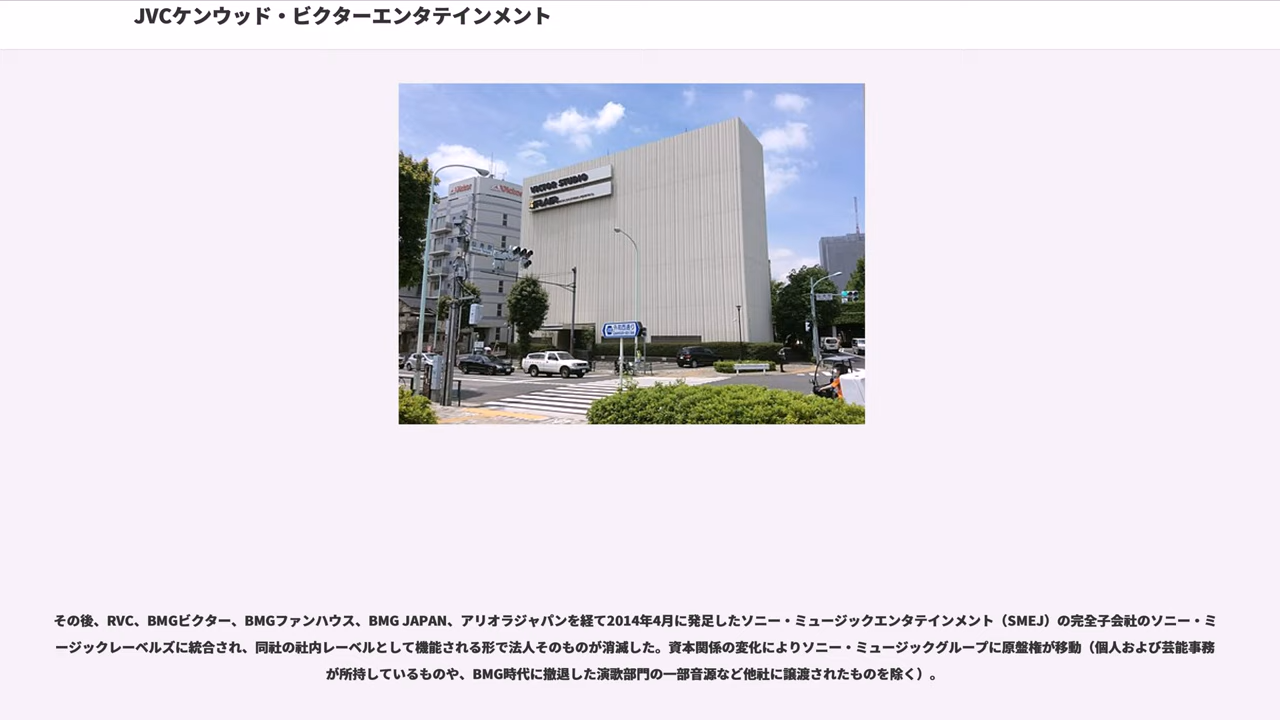 JVCケンウッド・ビクターエンタテインメント
Victor
VICTOR STUDIO
FLAIR
外苑西通り
その後、RVC、BMGビクター、BMGファンハウス、BMG JAPAN、アリオラジャパンを経て2014年4月に発足したソニー・ミュージックエンタテインメント（SMEJ）の完全子会社のソニー・ミ
ージックレーベルズに統合され、同社の社内レーベルとして機能される形で法人そのものが消滅した。資本関係の変化によりソニー・ミュージックグループに原盤権が移動（個人および芸能事務
が所持しているものや、BMG時代に撤退した演歌部門の一部音源など他社に譲渡されたものを除く）。